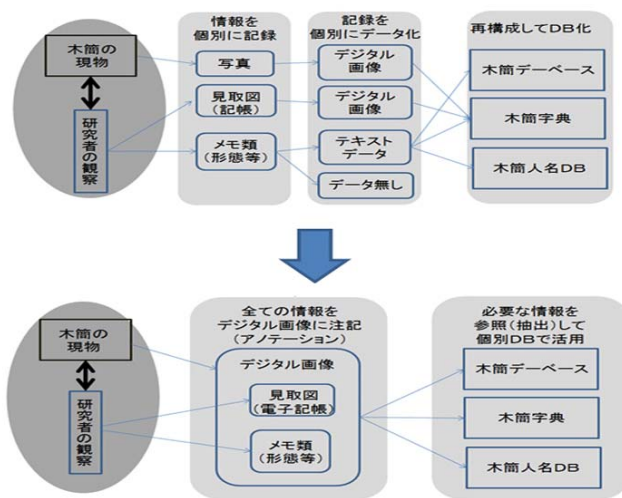 情報を
個別に記録
記録を
個別にデータ化
再構成してDB化
木簡の
現物
研究者の観察
写真
見取図
(記帳)
メモ類
(形態等)
デジタル
画像
デジタル
画像
テキスト
データ
データ無し
木簡デーベース
木簡字典
木簡人名DB
全ての情報を
デジタル画像に注記
(アノテーション)
必要な情報を
参照(抽出)して
個別DBで活用
木簡の
現物
研究者の観察
デジタル画像
見取図
(電子記帳)
メモ類
(形態等)
木簡デーベース
木簡字典
木簡人名DB